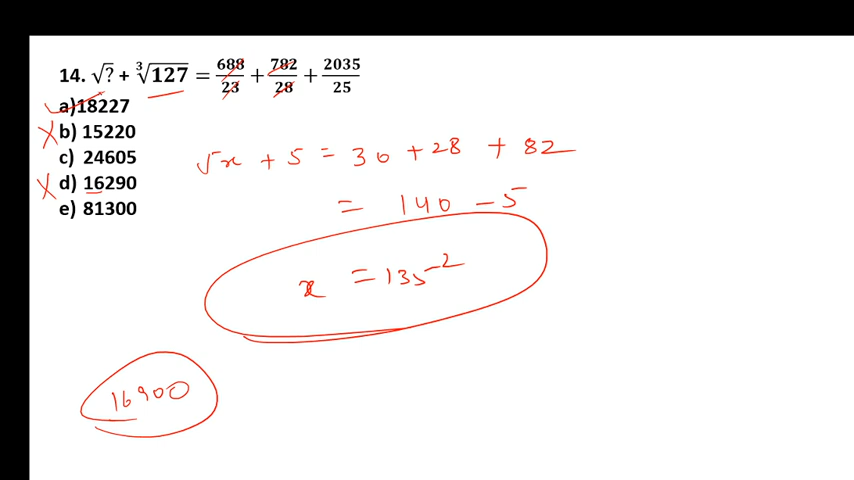 14. √? + ∛127 = 688/23 + 782/28 + 2035/25
a)18227
b) 15220
c) 24605
d) 16290
e) 81300
√x + 5 = 30 + 28 + 82
= 140 - 5
x = 135²
16900